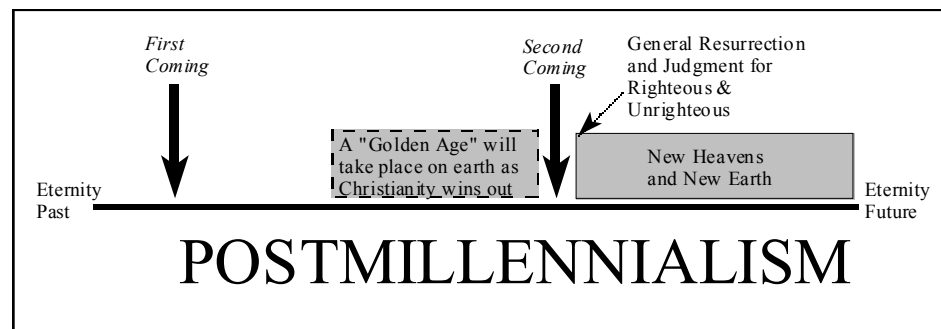 First
Coming
Second
Coming
General Resurrection
and Judgment for
Righteous &
Unrighteous
A "Golden Age" will
take place on earth as
Christianity wins out
New Heavens
and New Earth
Eternity
Past
Eternity
Future
POSTMILLENNIALISM